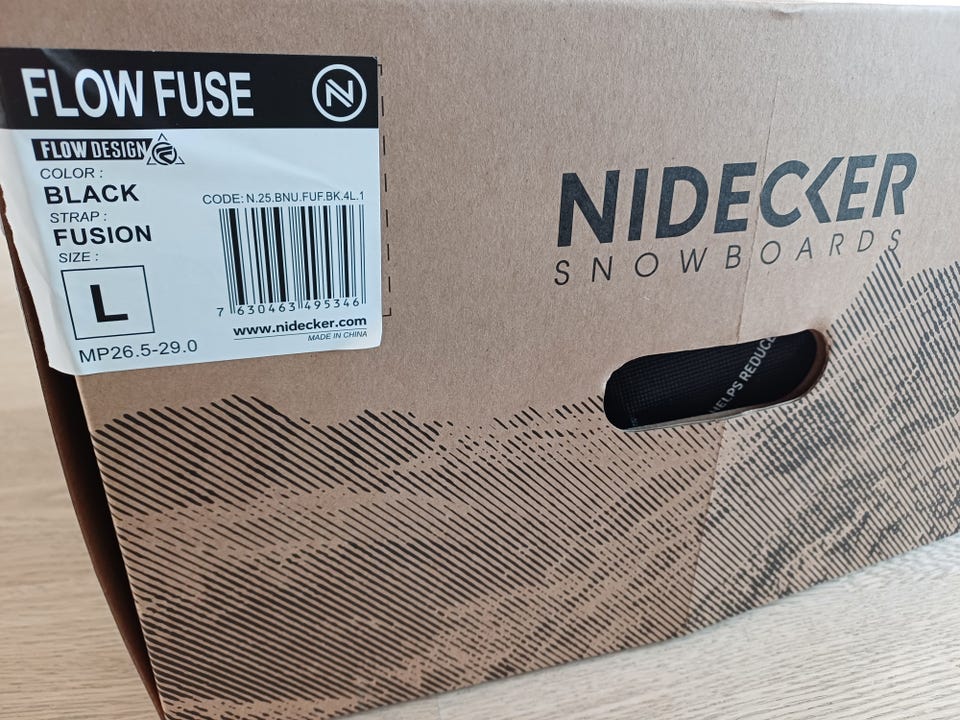 FLOW FUSE
FLOW DESIGN
COLOR :
BLACK
STRAP :
FUSION
SIZE :
L
MP26.5-29.0
CODE: N.25.BNU.FUF.BK.4L.1
7 630463 495346
www.nidecker.com
MADE IN CHINA
NIDECKER
SNOWBOARDS
HELPS REDUCE